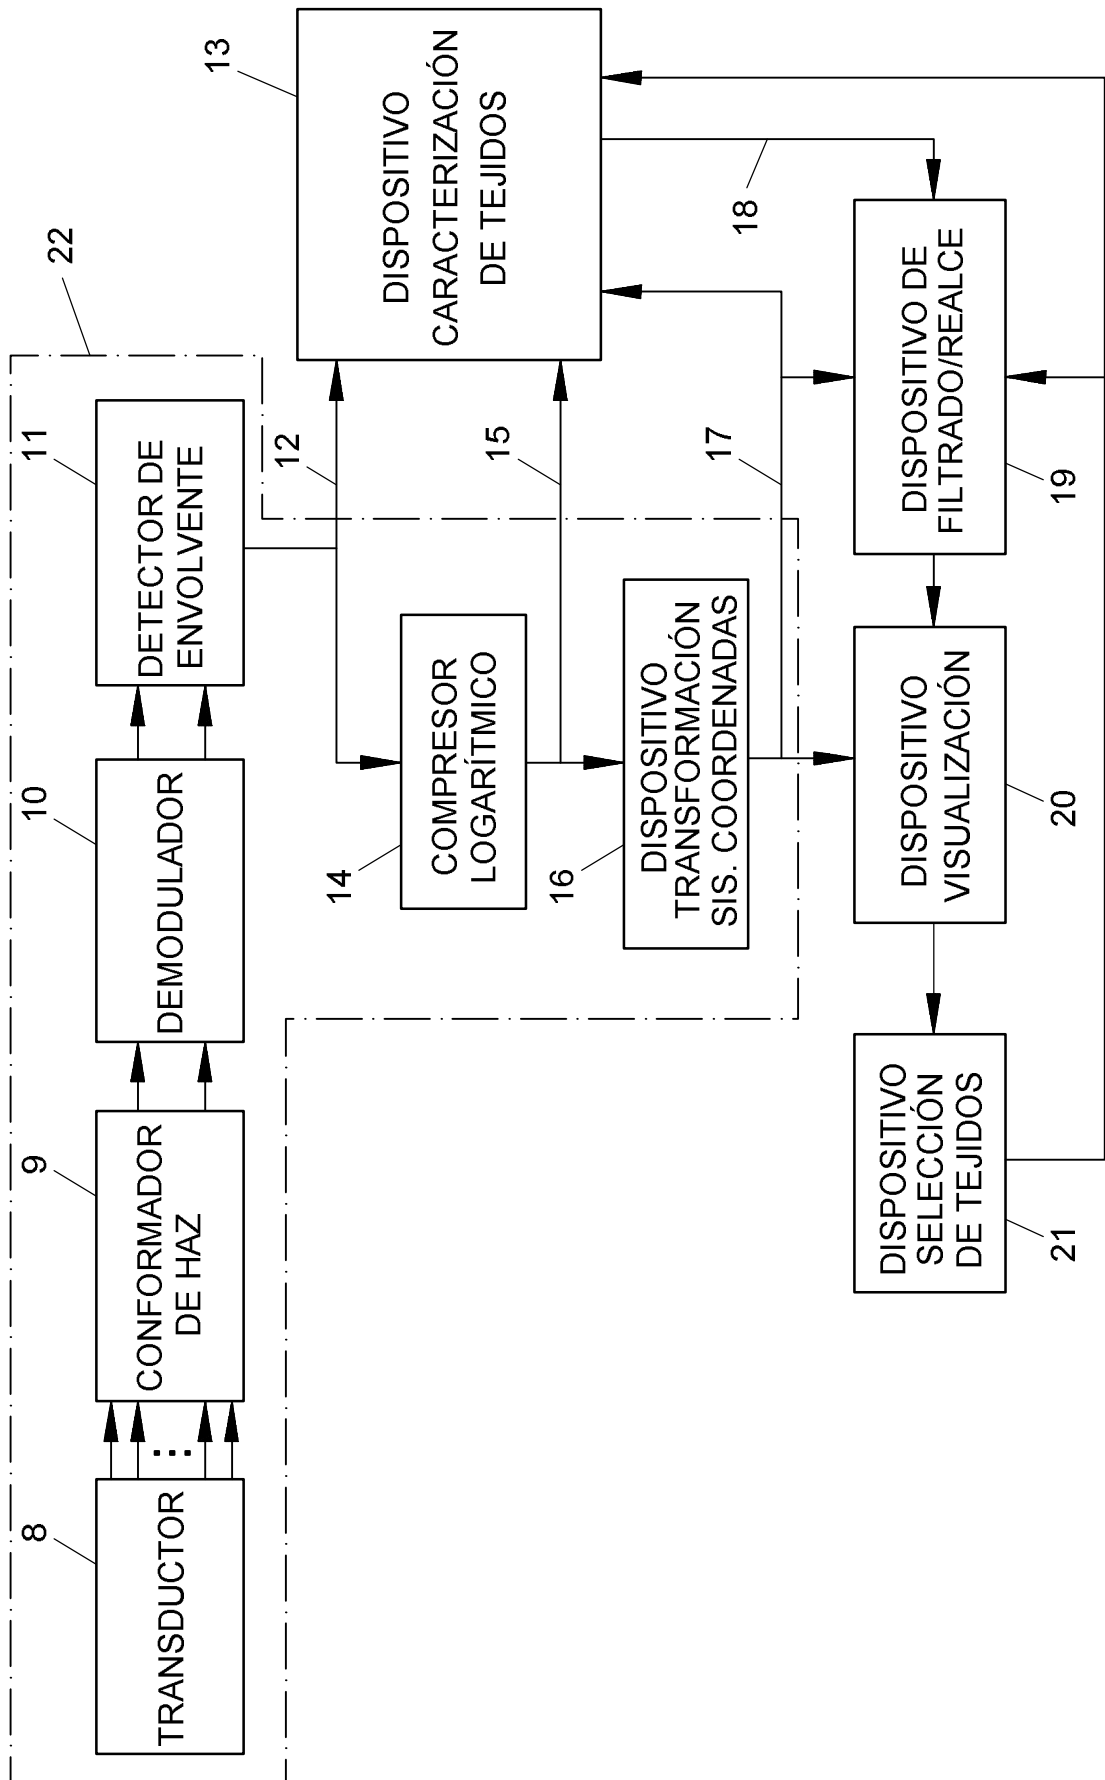 8
TRANSDUCTOR
9
CONFORMADOR
DE HAZ
10
DEMODULADOR
11
DETECTOR DE
ENVOLVENTE
22
12
13
DISPOSITIVO
CARACTERIZACIÓN
DE TEJIDOS
14
COMPRESOR
LOGARÍTMICO
15
16
DISPOSITIVO
TRANSFORMACIÓN
SIS. COORDENADAS
17
18
21
DISPOSITIVO
SELECCIÓN
DE TEJIDOS
20
DISPOSITIVO
VISUALIZACIÓN
19
DISPOSITIVO DE
FILTRADO/REALCE